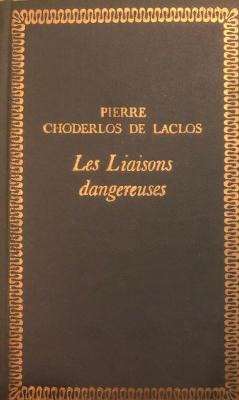 PIERRE
CHODERLOS DE LACLOS
Les Liaisons
dangereuses